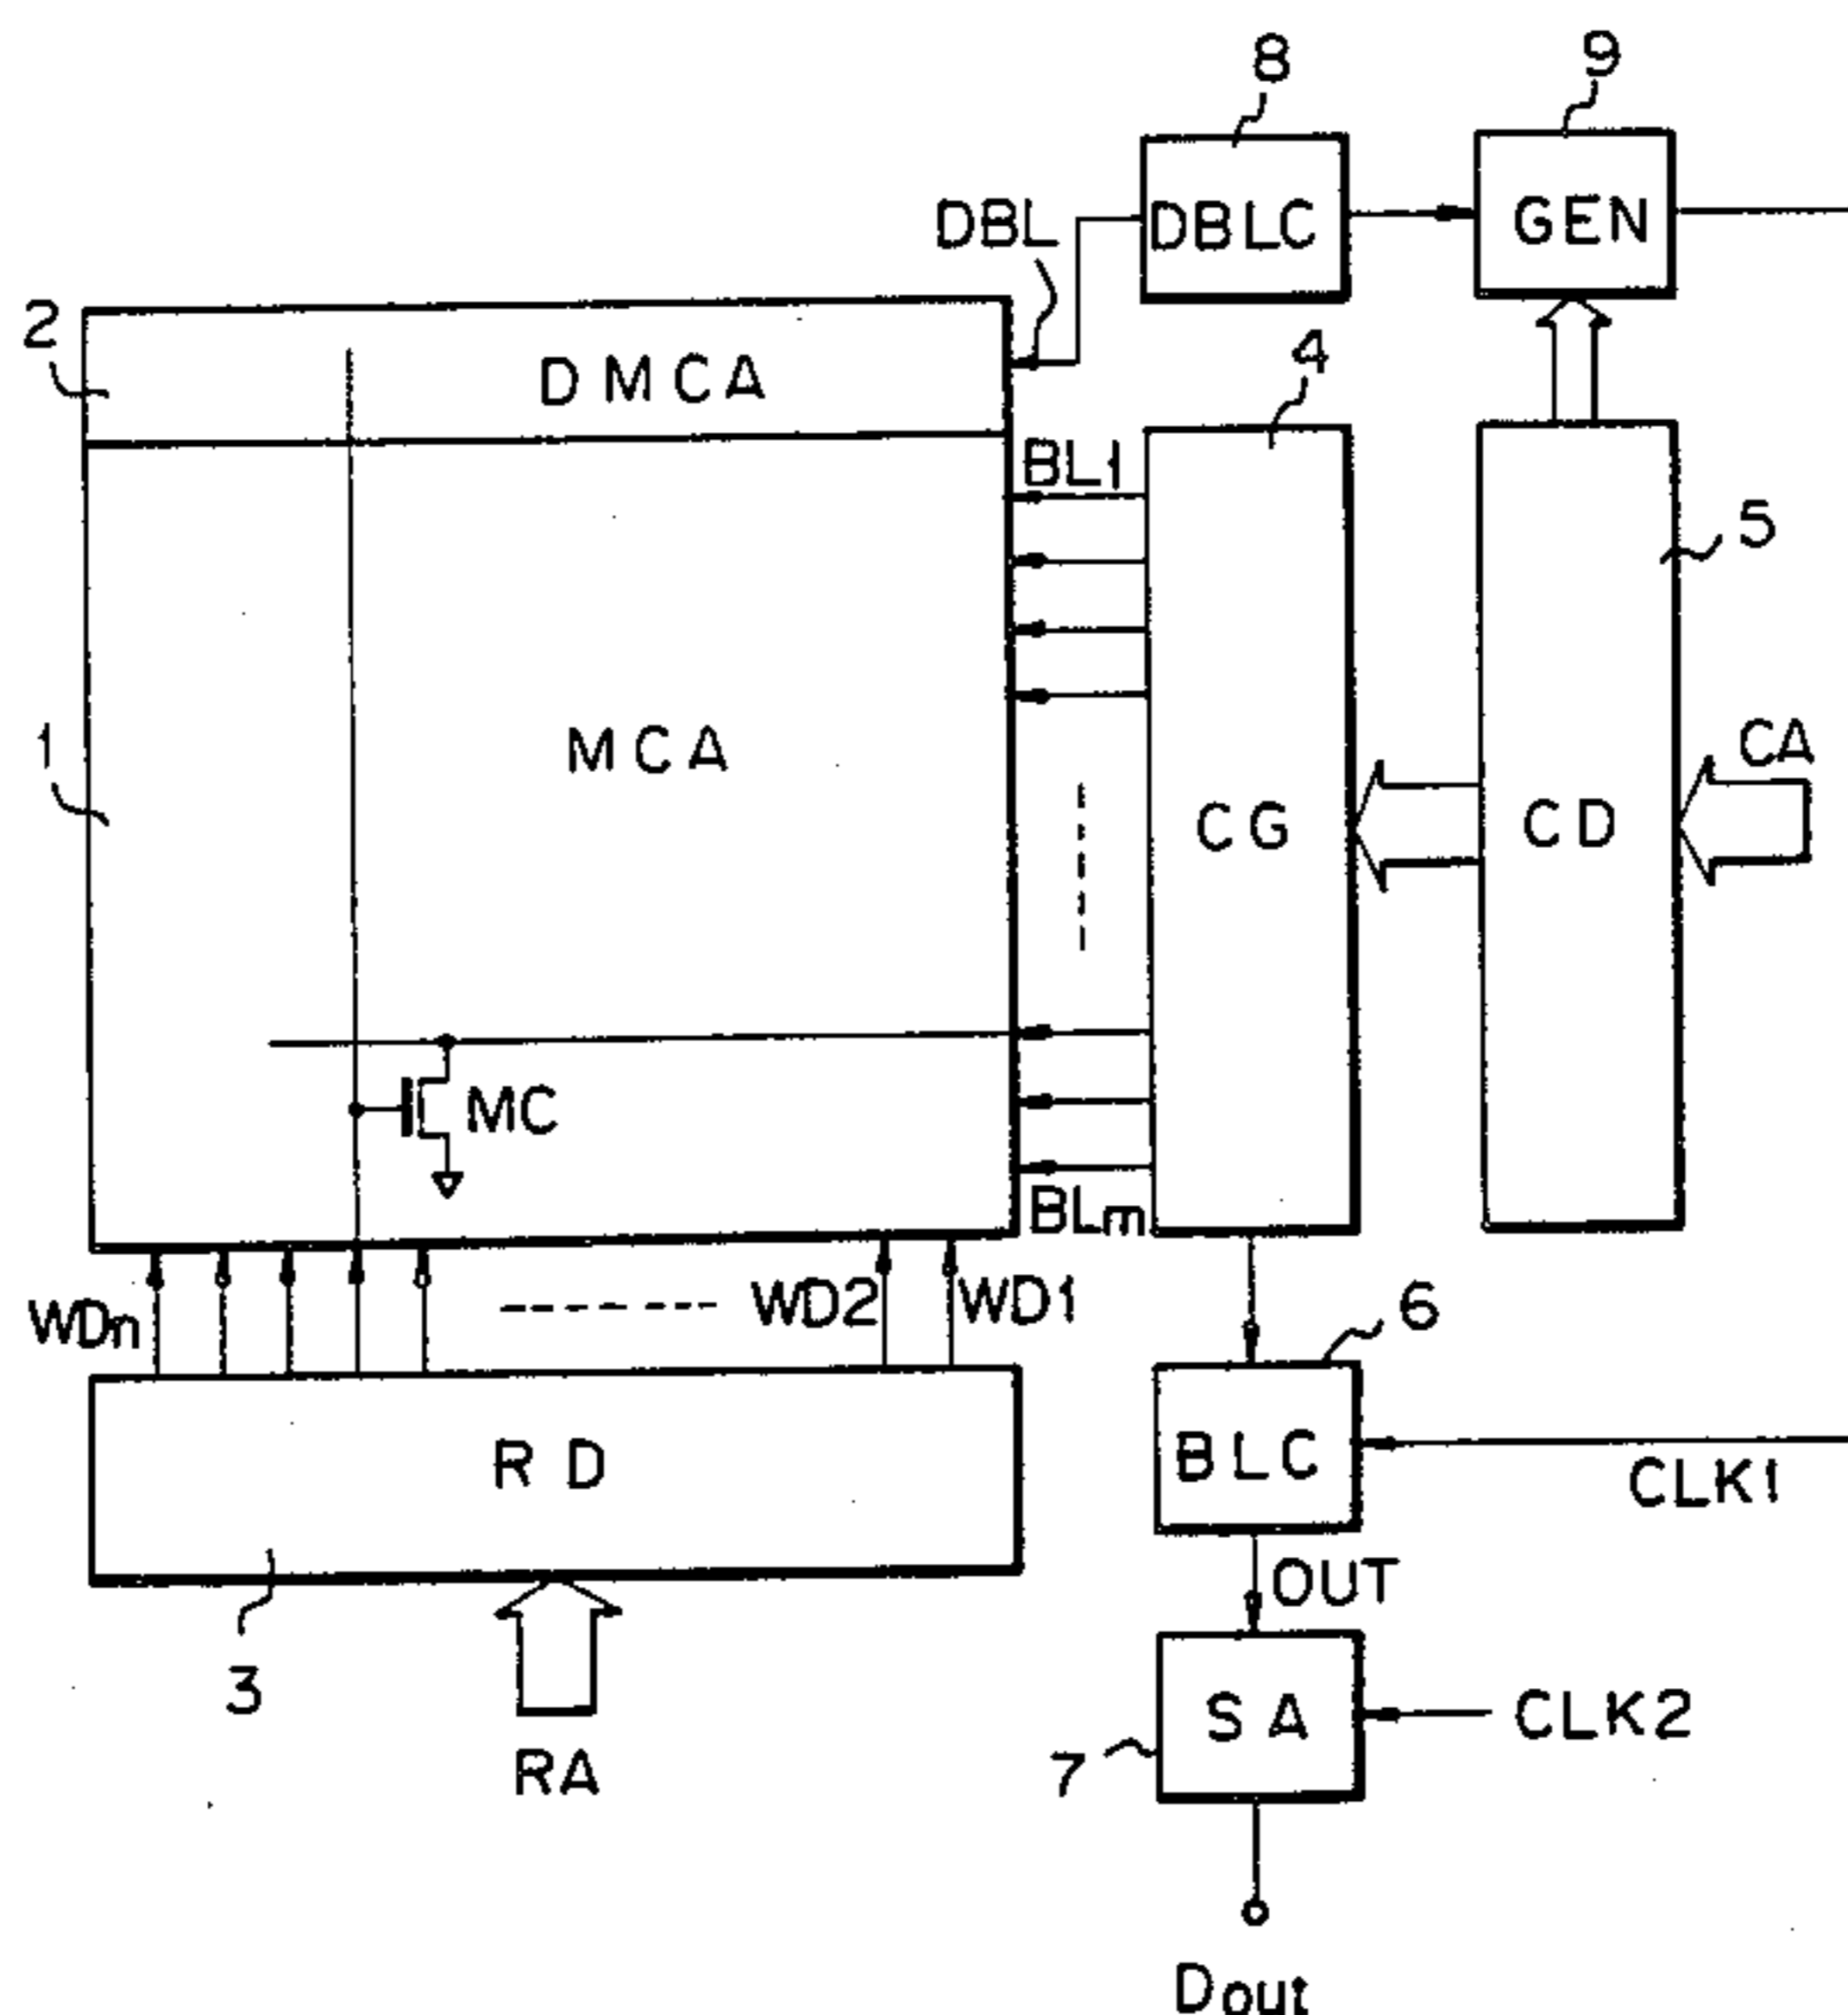 8
9
DBL
DBLC
GEN
2
DMCA
4
BL1
5
1
MCA
CA
CG
CD
MC
BLm
WDn
WD2
WD1
6
RD
BLC
CLK1
OUT
3
SA
CLK2
7
RA
Dout